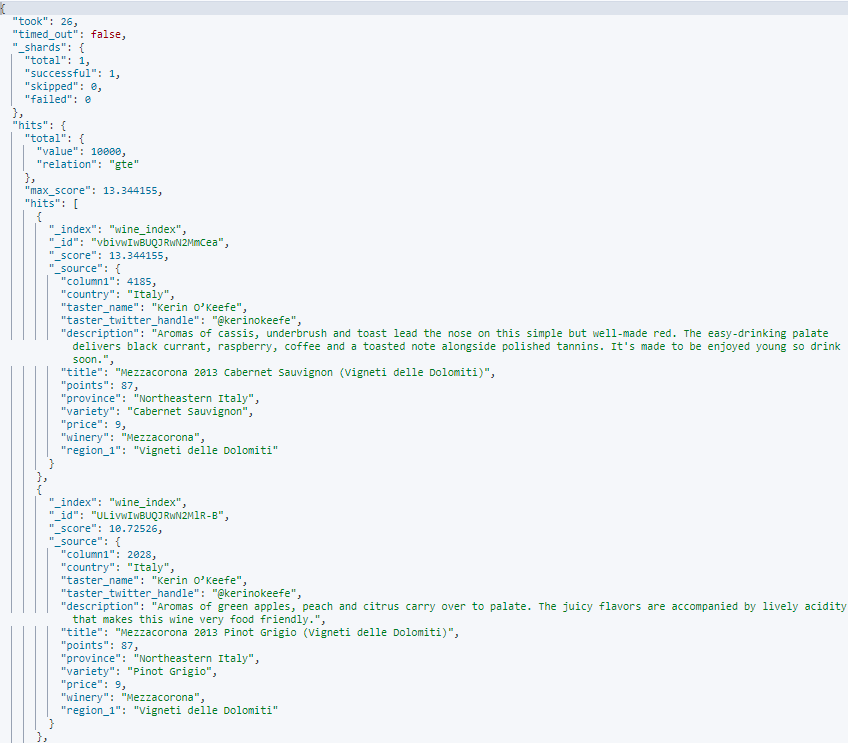 {
"took": 26,
"timed_out": false,
"_shards": {
"total": 1,
"successful": 1,
"skipped": 0,
"failed": 0
},
"hits": {
"total": {
"value": 10000,
"relation": "gte"
},
"max_score": 13.344155,
"hits": [
{
"_index": "wine_index",
"_id": "vbivwIwBUQJRwN2MmCea",
"_score": 13.344155,
"_source": {
"column1": 4185,
"country": "Italy",
"taster_name": "Kerin O’Keefe",
"taster_twitter_handle": "@kerinokeefe",
"description": "Aromas of cassis, underbrush and toast lead the nose on this simple but well-made red. The easy-drinking palate
delivers black currant, raspberry, coffee and a toasted note alongside polished tannins. It's made to be enjoyed young so drink
soon.",
"title": "Mezzacorona 2013 Cabernet Sauvignon (Vigneti delle Dolomiti)",
"points": 87,
"province": "Northeastern Italy",
"variety": "Cabernet Sauvignon",
"price": 9,
"winery": "Mezzacorona",
"region_1": "Vigneti delle Dolomiti"
}
},
{
"_index": "wine_index",
"_id": "ULivwIwBUQJRwN2MlR-B",
"_score": 10.72526,
"_source": {
"column1": 2028,
"country": "Italy",
"taster_name": "Kerin O’Keefe",
"taster_twitter_handle": "@kerinokeefe",
"description": "Aromas of green apples, peach and citrus carry over to palate. The juicy flavors are accompanied by lively acidity
that makes this wine very food friendly.",
"title": "Mezzacorona 2013 Pinot Grigio (Vigneti delle Dolomiti)",
"points": 87,
"province": "Northeastern Italy",
"variety": "Pinot Grigio",
"price": 9,
"winery": "Mezzacorona",
"region_1": "Vigneti delle Dolomiti"
}
},